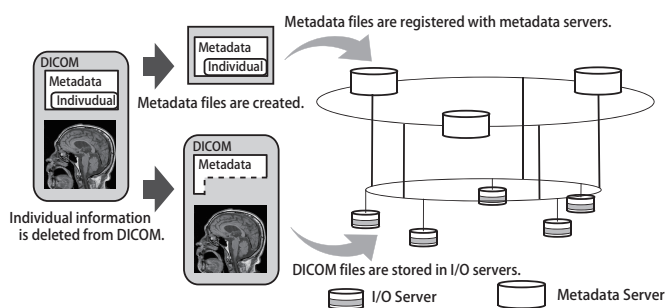 Metadata files are registered with metadata servers.
DICOM
Metadata
Indivudual
Metadata
Individual
Metadata files are created.
DICOM
Metadata
Individual information
is deleted from DICOM.
DICOM files are stored in I/O servers.
I/O Server
Metadata Server